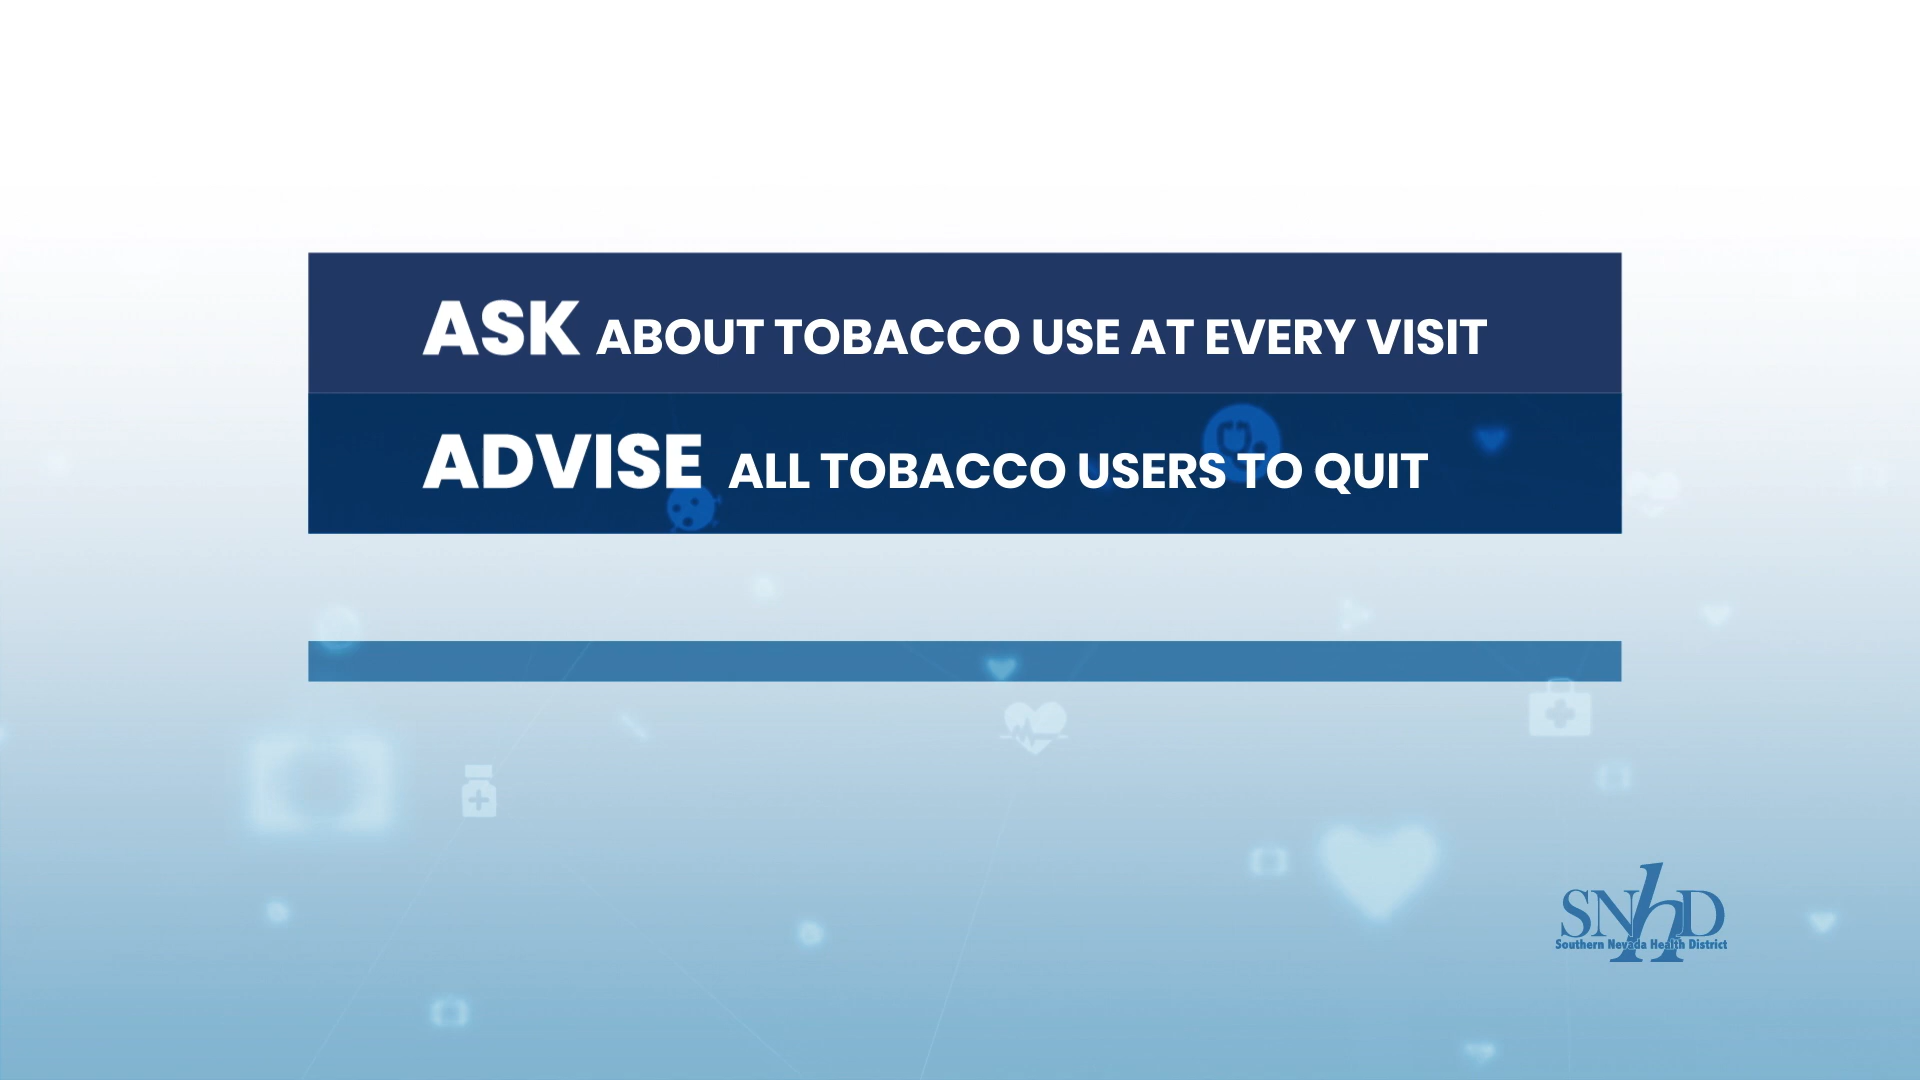 ASK ABOUT TOBACCO USE AT EVERY VISIT
ADVISE ALL TOBACCO USERS TO QUIT
SNhD
Southern Nevada Health District